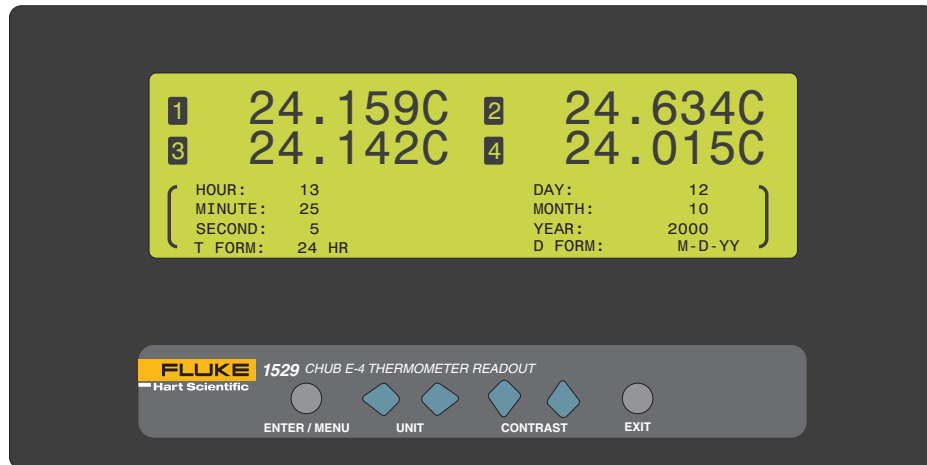 1 24.159C 2 24.634C
3 24.142C 4 24.015C
HOUR: 13 DAY: 12
MINUTE: 25 MONTH: 10
SECOND: 5 YEAR: 2000
T FORM: 24 HR D FORM: M-D-YY
FLUKE 1529 CHUB E-4 THERMOMETER READOUT
Hart Scientific
ENTER / MENU UNIT CONTRAST EXIT